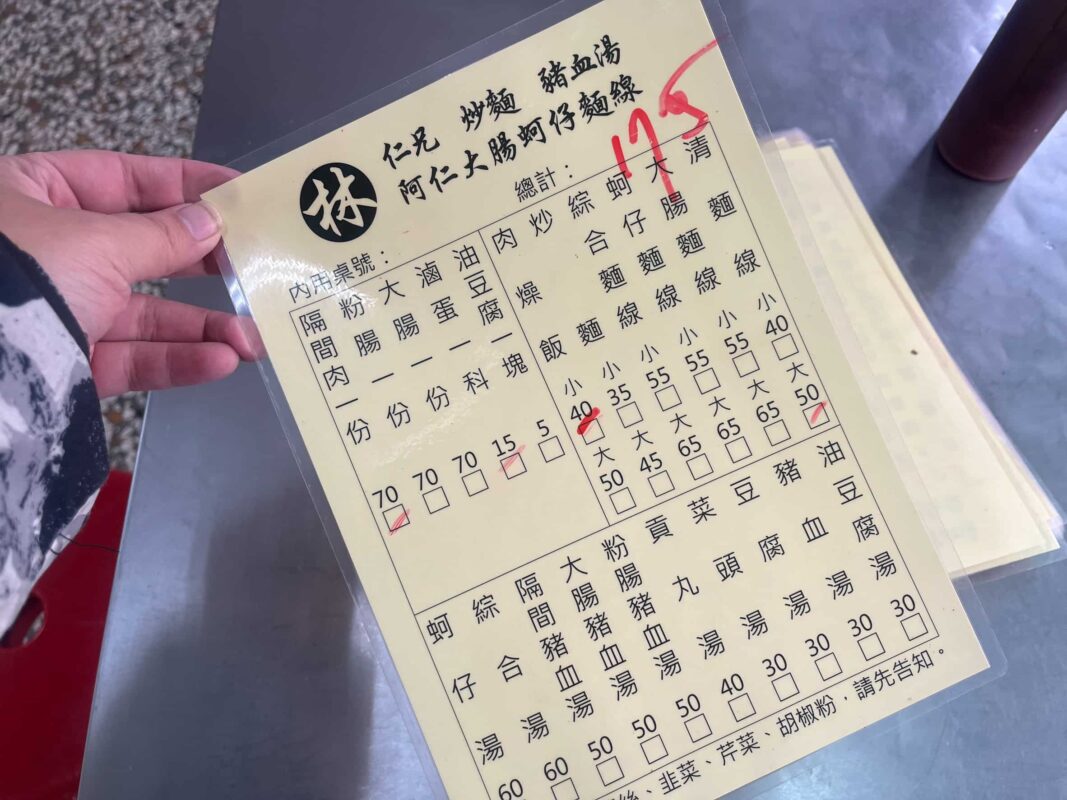 林
仁兄 炒麵 豬血湯
阿仁大腸蚵仔麵線
總計：175
內用桌號：
清麵線 小40 大50
大腸麵線 小55 大65
蚵仔麵線 小55 大65
綜合麵線 小55 大65
炒麵 小35 大45
肉燥飯 小40 大50
油豆腐一塊 5
滷蛋一科 15
大腸一份 70
粉腸一份 70
隔間肉一份 70
油豆腐湯 30
豬血湯 30
豆腐湯 30
菜頭湯 30
貢丸湯 40
粉腸豬血湯 50
大腸豬血湯 50
隔間豬血湯 50
綜合湯 60
蚵仔湯 60
、韭菜、芹菜、胡椒粉，請先告知。